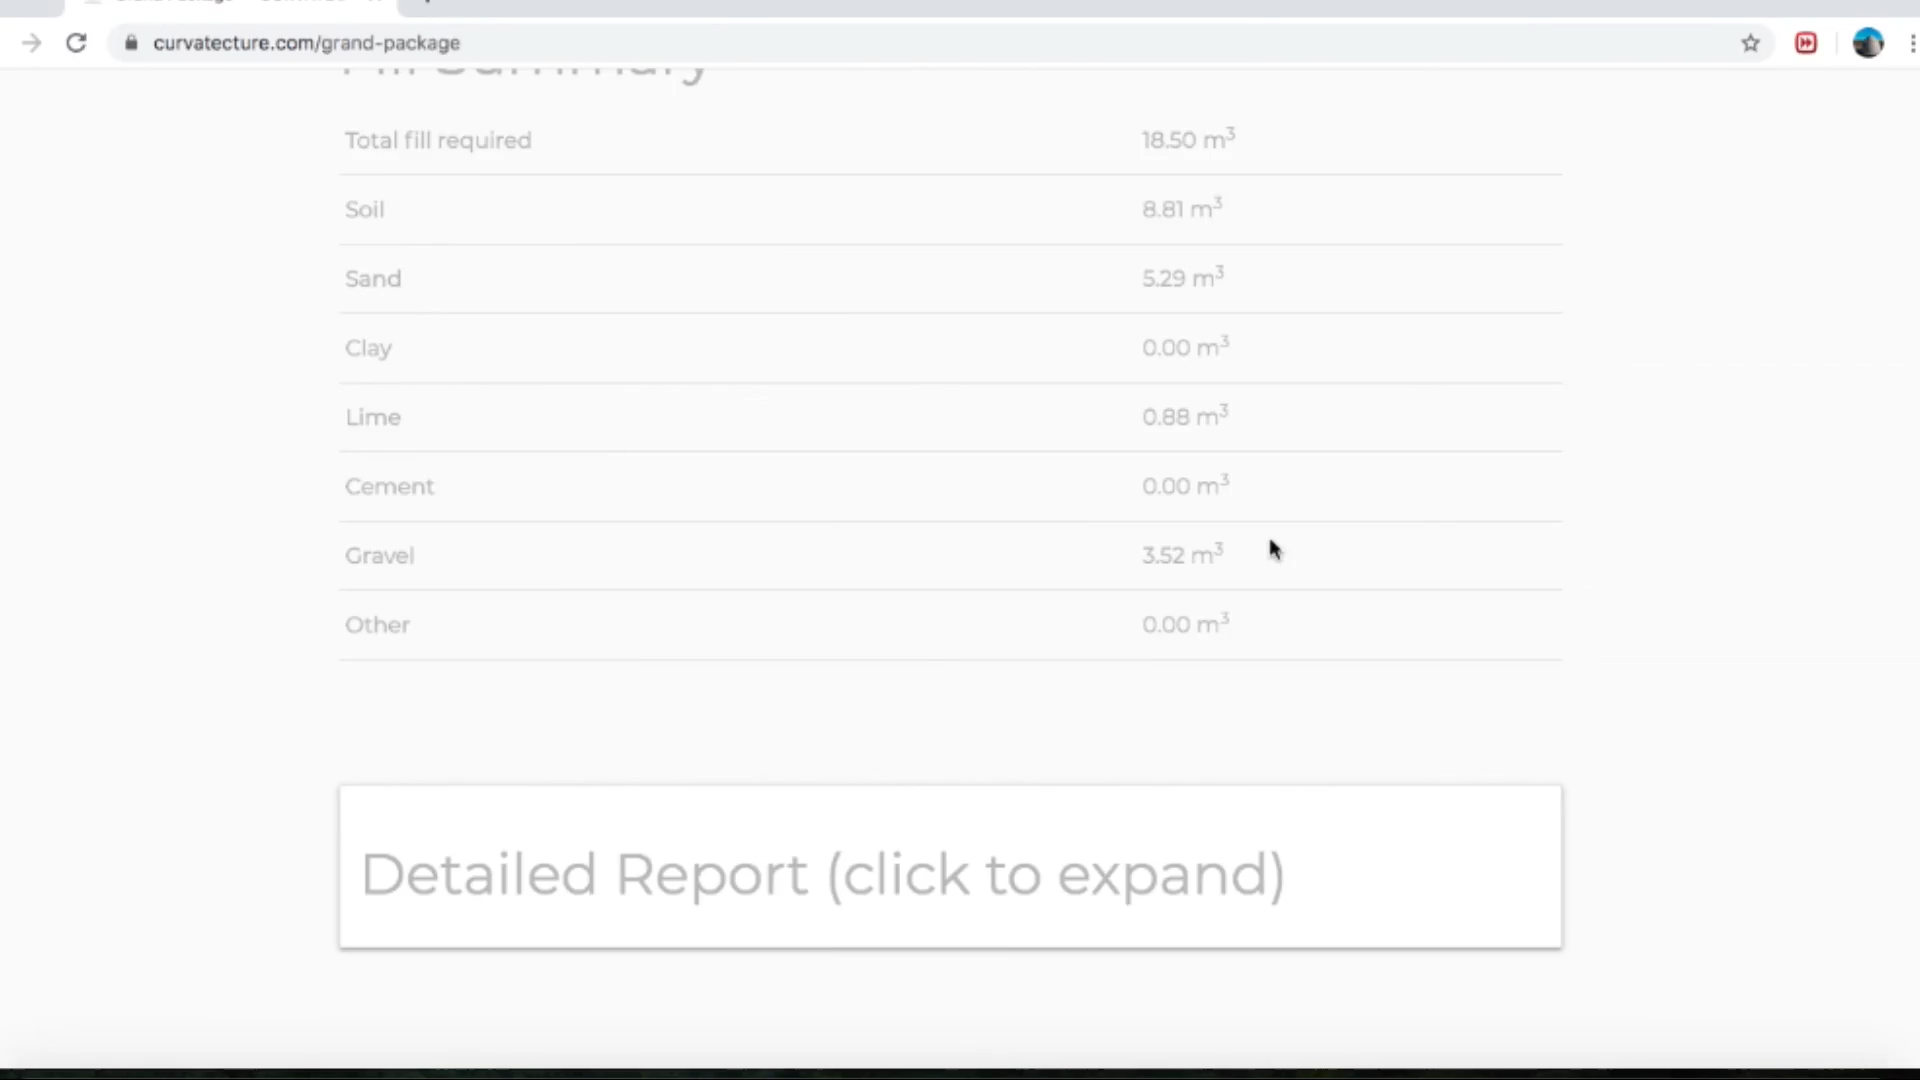 curvatecture.com/grand-package
Fill Summary
Total fill required 18.50 m³
Soil 8.81 m³
Sand 5.29 m³
Clay 0.00 m³
Lime 0.88 m³
Cement 0.00 m³
Gravel 3.52 m³
Other 0.00 m³
Detailed Report (click to expand)